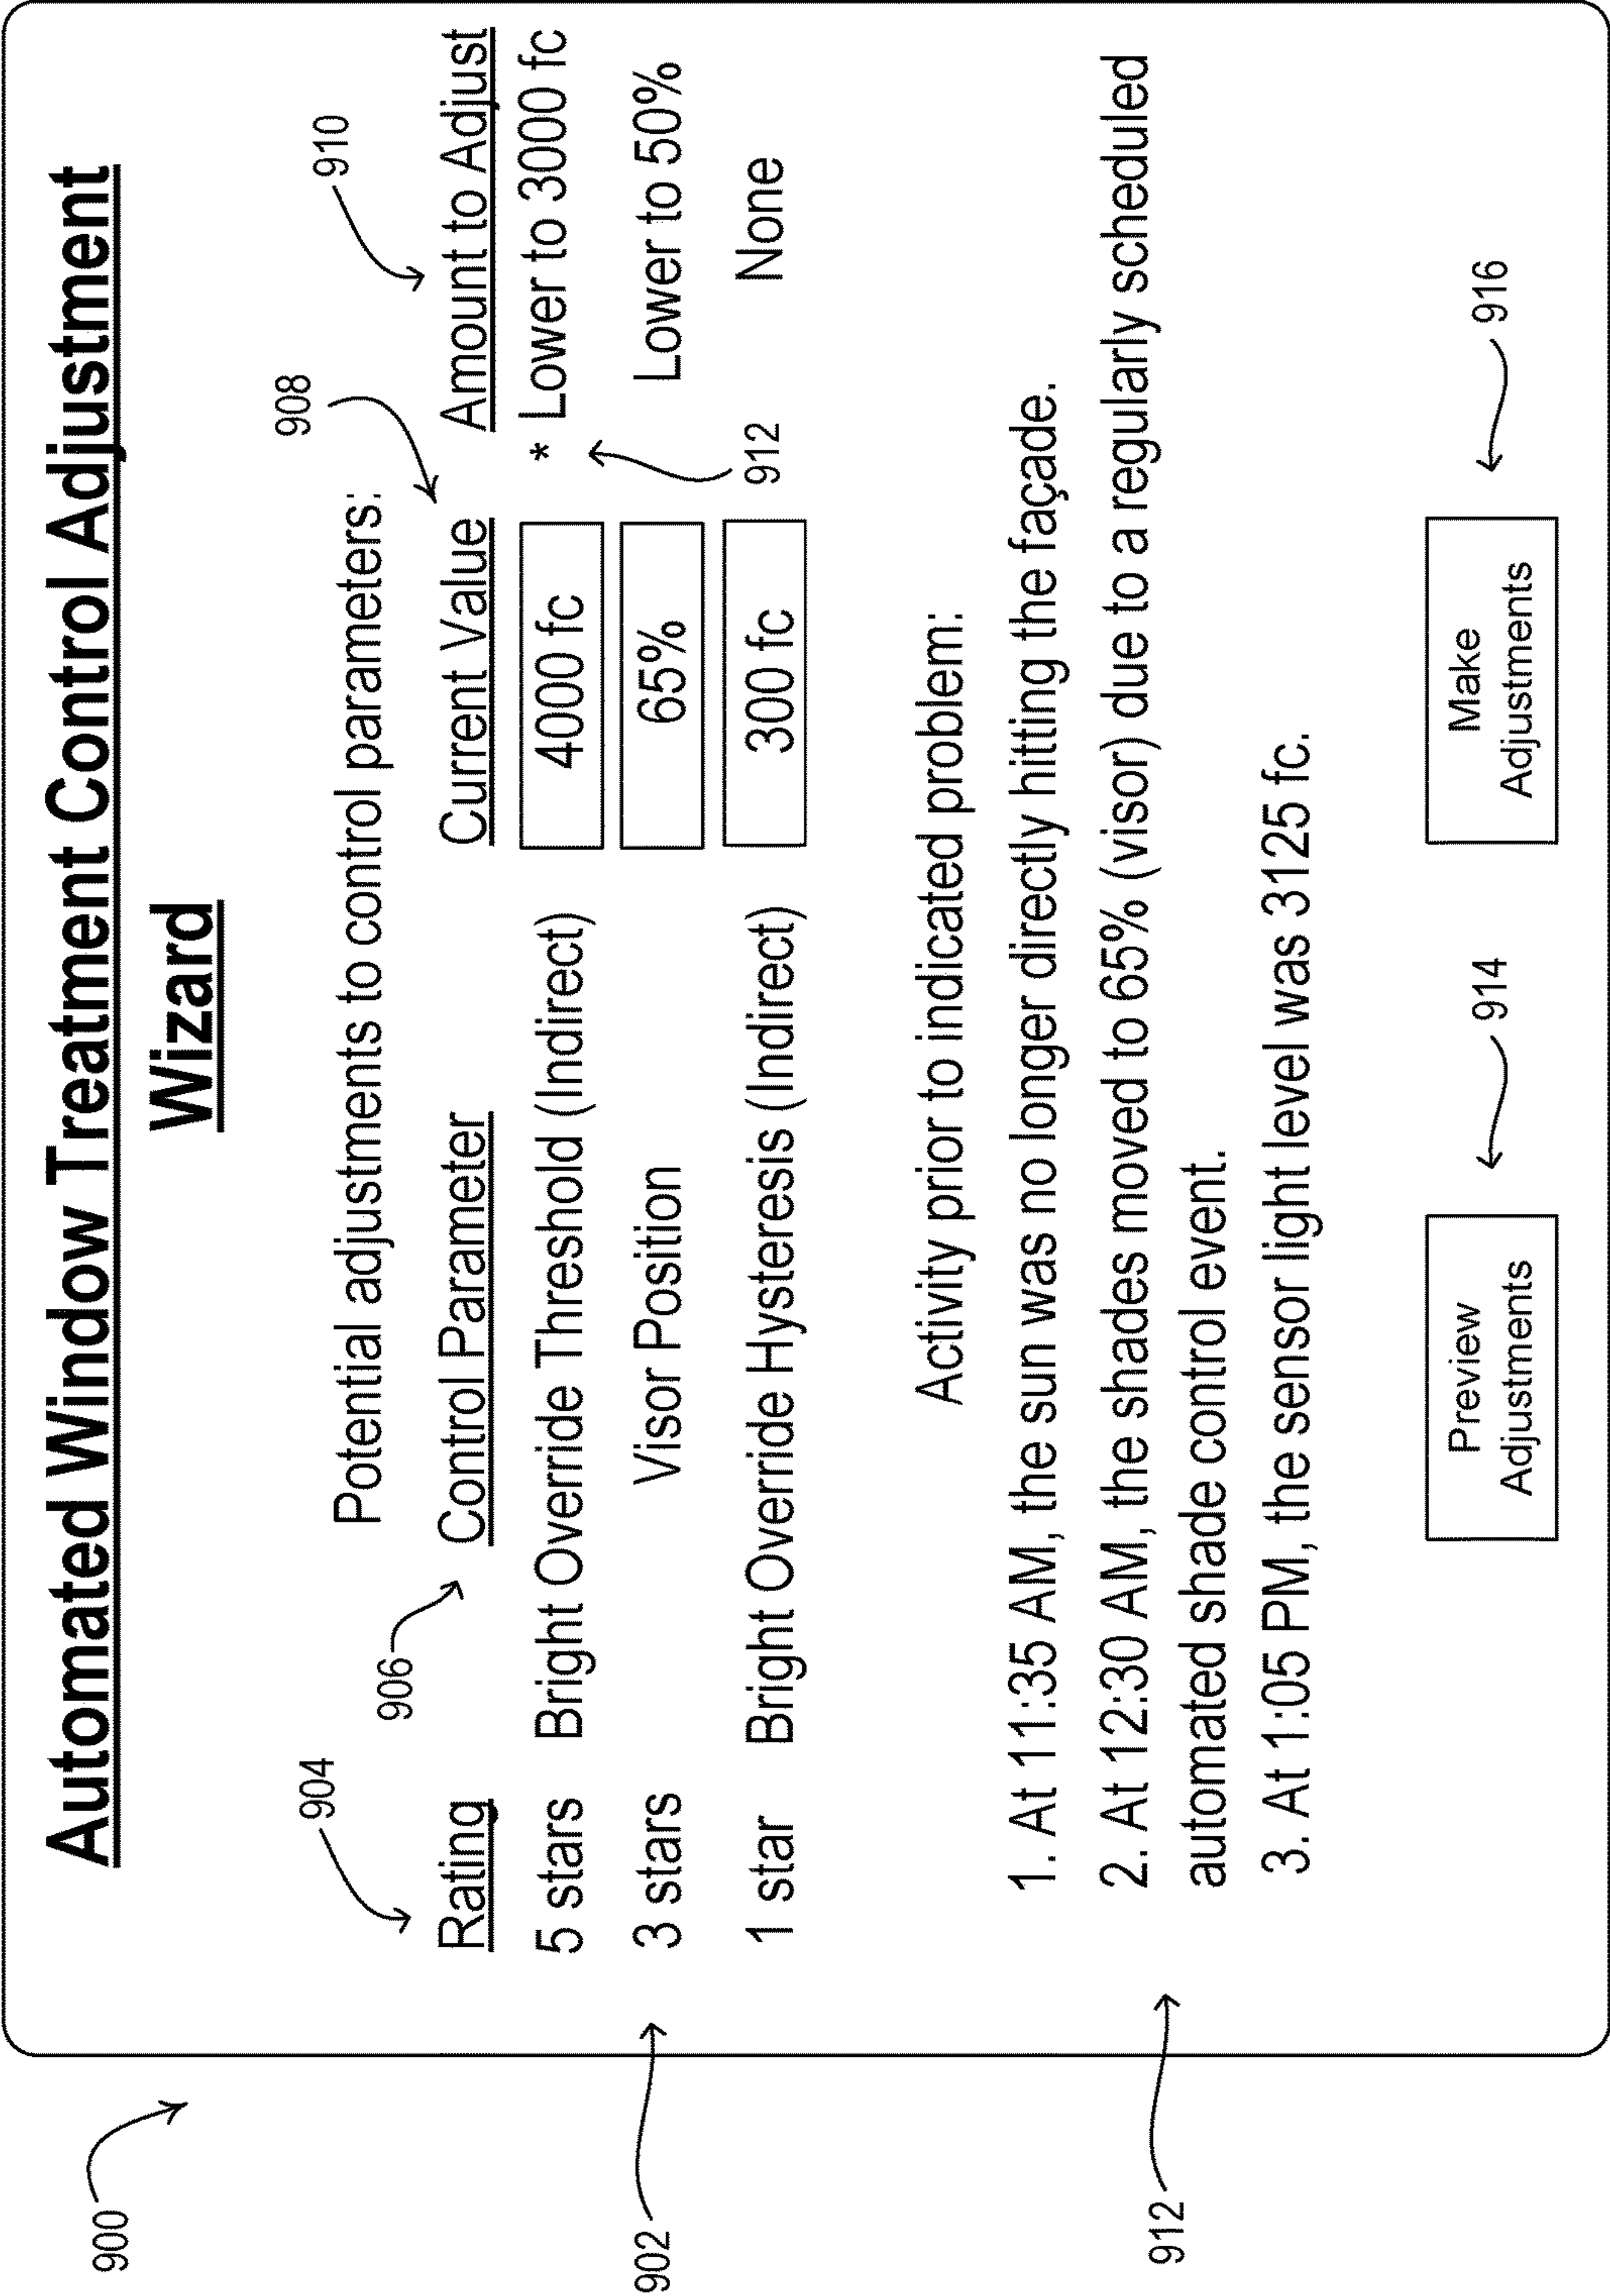 900
Automated Window Treatment Control Adjustment
Wizard
Potential adjustments to control parameters:
904
906
908
910
Rating Control Parameter Current Value Amount to Adjust
5 stars Bright Override Threshold (Indirect) 4000 fc * Lower to 3000 fc
902
3 stars Visor Position 65% Lower to 50%
912
1 star Bright Override Hysteresis (Indirect) 300 fc None
Activity prior to indicated problem:
1. At 11:35 AM, the sun was no longer directly hitting the façade.
912
2. At 12:30 AM, the shades moved to 65% (visor) due to a regularly scheduled
automated shade control event.
3. At 1:05 PM, the sensor light level was 3125 fc.
Preview
Adjustments
914
Make
Adjustments
916